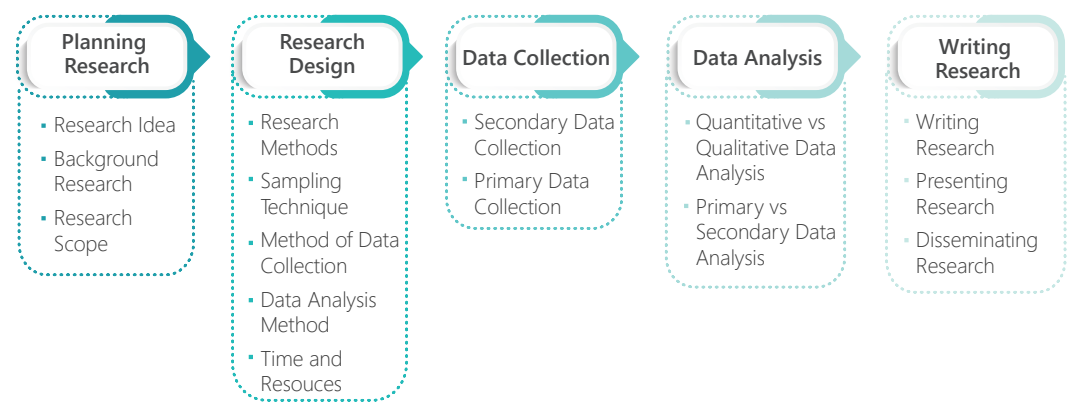 Planning
Research
Research Idea
Background
Research
Research
Scope
Research
Design
Research
Methods
Sampling
Technique
Method of Data
Collection
Data Analysis
Method
Time and
Resouces
Data Collection
Secondary Data
Collection
Primary Data
Collection
Data Analysis
Quantitative vs
Qualitative Data
Analysis
Primary vs
Secondary Data
Analysis
Writing
Research
Writing
Research
Presenting
Research
Disseminating
Research